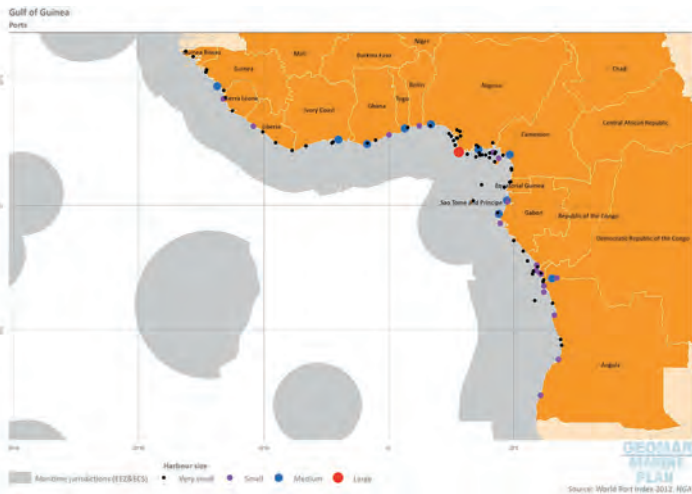 Gulf of Guinea
Ports
Niger
Mali
Guinea Bissau
Burkina Faso
Chad
Guinea
Benin
Nigeria
Sierra Leone
Ivory Coast
Ghana
Togo
Central African Republic
Liberia
Cameroon
Equatorial Guinea
Sao Tome and Principe
Gabon
Republic of the Congo
Democratic Republic of the Congo
Angola
GEOMAR
MARINE
PLAN
Harbour size
Maritime jurisdictions (EEZ&ECS)
Very small
Small
Medium
Large
Source: World Port Index 2012, NGA